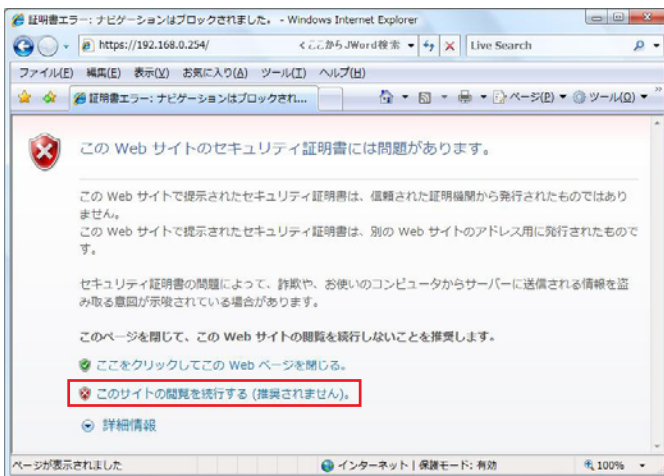 証明書エラー: ナビゲーションはブロックされました。 - Windows Internet Explorer
https://192.168.0.254/
<ここからJWord検索
Live Search
ファイル(F) 編集(E) 表示(V) お気に入り(A) ツール(T) ヘルプ(H)
証明書エラー: ナビゲーションはブロックされ...
ページ(P) ツール(O)
この Web サイトのセキュリティ証明書には問題があります。
この Web サイトで提示されたセキュリティ証明書は、信頼された証明機関から発行されたものではあり
ません。
この Web サイトで提示されたセキュリティ証明書は、別の Web サイトのアドレス用に発行されたもので
す。
セキュリティ証明書の問題によって、詐欺や、お使いのコンピュータからサーバーに送信される情報を盗
み取る意図が示唆されている場合があります。
このページを閉じて、この Web サイトの閲覧を続行しないことを推奨します。
ここをクリックしてこの Web ページを閉じる。
このサイトの閲覧を続行する (推奨されません)。
詳細情報
ページが表示されました
インターネット | 保護モード: 有効
100%